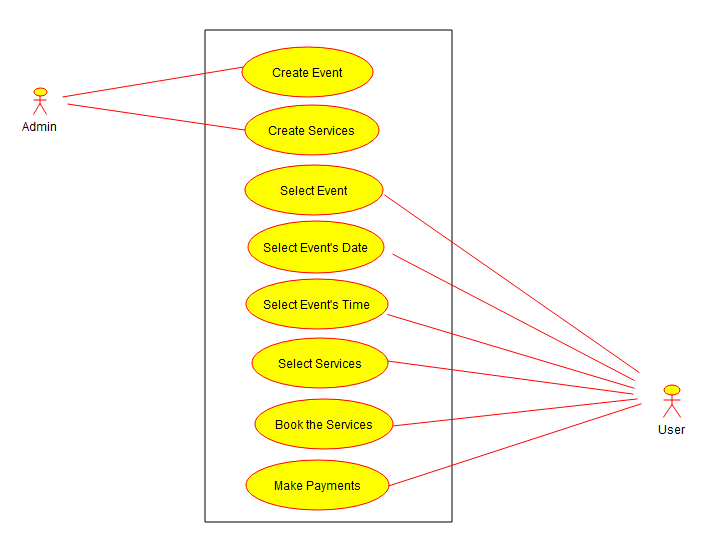 Create Event
Admin
Create Services
Select Event
Select Event's Date
Select Event's Time
Select Services
Book the Services
User
Make Payments